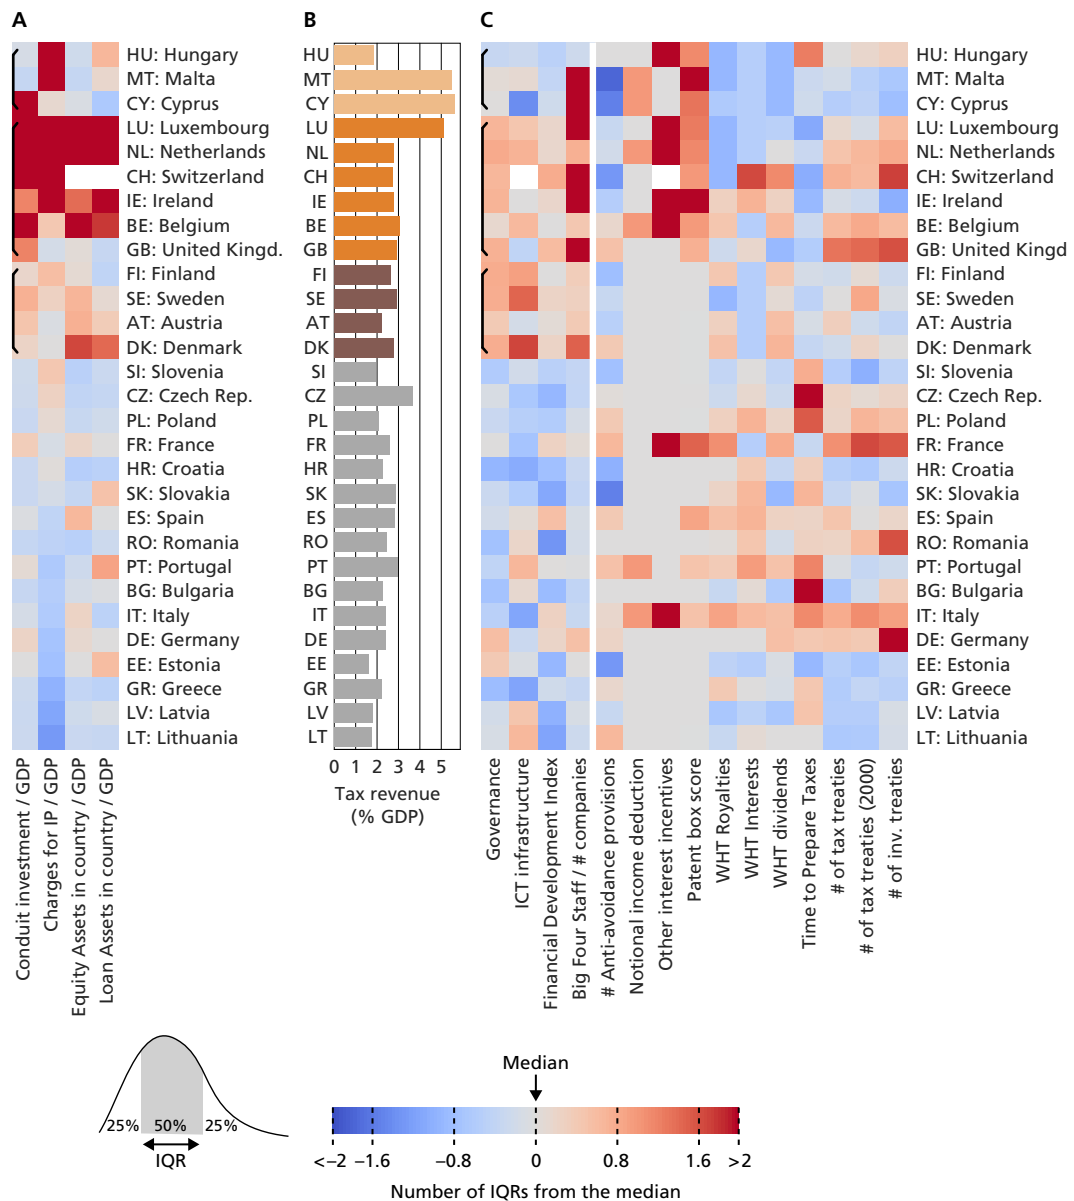 A
B
C
HU: Hungary
MT: Malta
CY: Cyprus
LU: Luxembourg
NL: Netherlands
CH: Switzerland
IE: Ireland
BE: Belgium
GB: United Kingd.
FI: Finland
SE: Sweden
AT: Austria
DK: Denmark
SI: Slovenia
CZ: Czech Rep.
PL: Poland
FR: France
HR: Croatia
SK: Slovakia
ES: Spain
RO: Romania
PT: Portugal
BG: Bulgaria
IT: Italy
DE: Germany
EE: Estonia
GR: Greece
LV: Latvia
LT: Lithuania
Conduit investment / GDP
Charges for IP / GDP
Equity Assets in country / GDP
Loan Assets in country / GDP
HU
MT
CY
LU
NL
CH
IE
BE
GB
FI
SE
AT
DK
SI
CZ
PL
FR
HR
SK
ES
RO
PT
BG
IT
DE
EE
GR
LV
LT
0 1 2 3 4 5
Tax revenue
(% GDP)
HU: Hungary
MT: Malta
CY: Cyprus
LU: Luxembourg
NL: Netherlands
CH: Switzerland
IE: Ireland
BE: Belgium
GB: United Kingd
FI: Finland
SE: Sweden
AT: Austria
DK: Denmark
SI: Slovenia
CZ: Czech Rep.
PL: Poland
FR: France
HR: Croatia
SK: Slovakia
ES: Spain
RO: Romania
PT: Portugal
BG: Bulgaria
IT: Italy
DE: Germany
EE: Estonia
GR: Greece
LV: Latvia
LT: Lithuania
Governance
ICT infrastructure
Financial Development Index
Big Four Staff / # companies
# Anti-avoidance provisions
Notional income deduction
Other interest incentives
Patent box score
WHT Royalties
WHT Interests
WHT dividends
Time to Prepare Taxes
# of tax treaties
# of tax treaties (2000)
# of inv. treaties
25% 50% 25%
IQR
Median
<−2 −1.6 −0.8 0 0.8 1.6 >2
Number of IQRs from the median